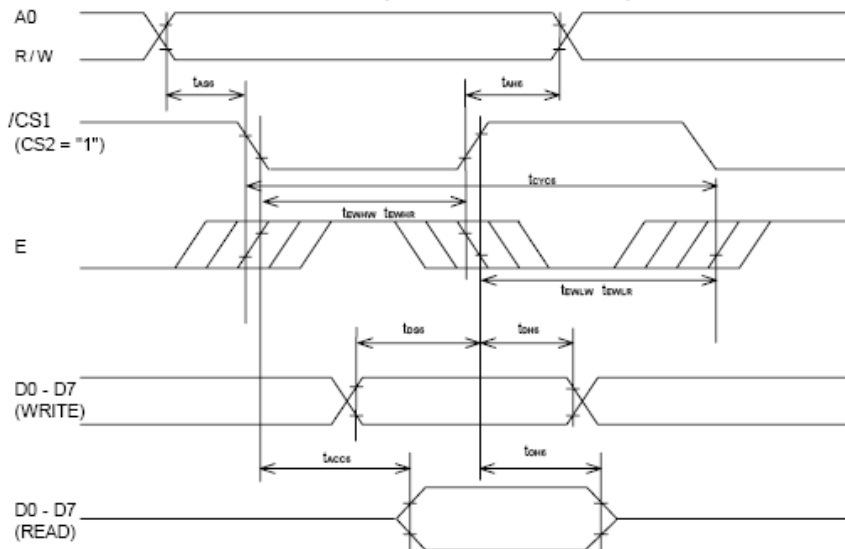 A0
R / W
tAS6
tAH6
/CS1
(CS2 = "1")
tCYC6
tEWHW tEWHR
E
tEWLW tEWLR
tDS6
tDH6
D0 - D7
(WRITE)
tACC6
tOH6
D0 - D7
(READ)